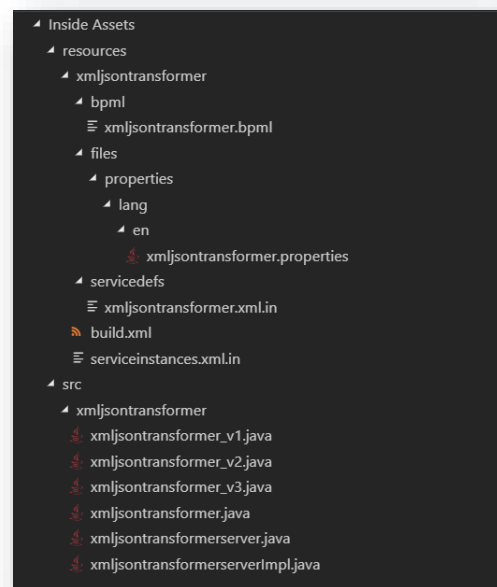 Inside Assets
resources
xmljsontransformer
bpml
xmljsontransformer.bpml
files
properties
lang
en
xmljsontransformer.properties
servicedefs
xmljsontransformer.xml.in
build.xml
serviceinstances.xml.in
src
xmljsontransformer
xmljsontransformer_v1.java
xmljsontransformer_v2.java
xmljsontransformer_v3.java
xmljsontransformer.java
xmljsontransformerserver.java
xmljsontransformerserverImpl.java